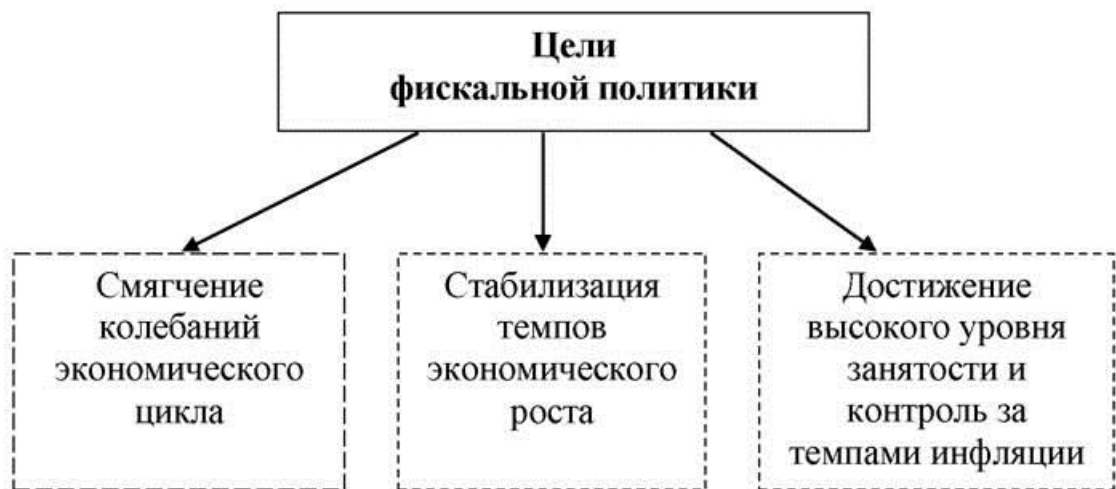 Цели
фискальной политики
Смягчение
колебаний
экономического
цикла
Стабилизация
темпов
экономического
роста
Достижение
высокого уровня
занятости и
контроль за
темпами инфляции